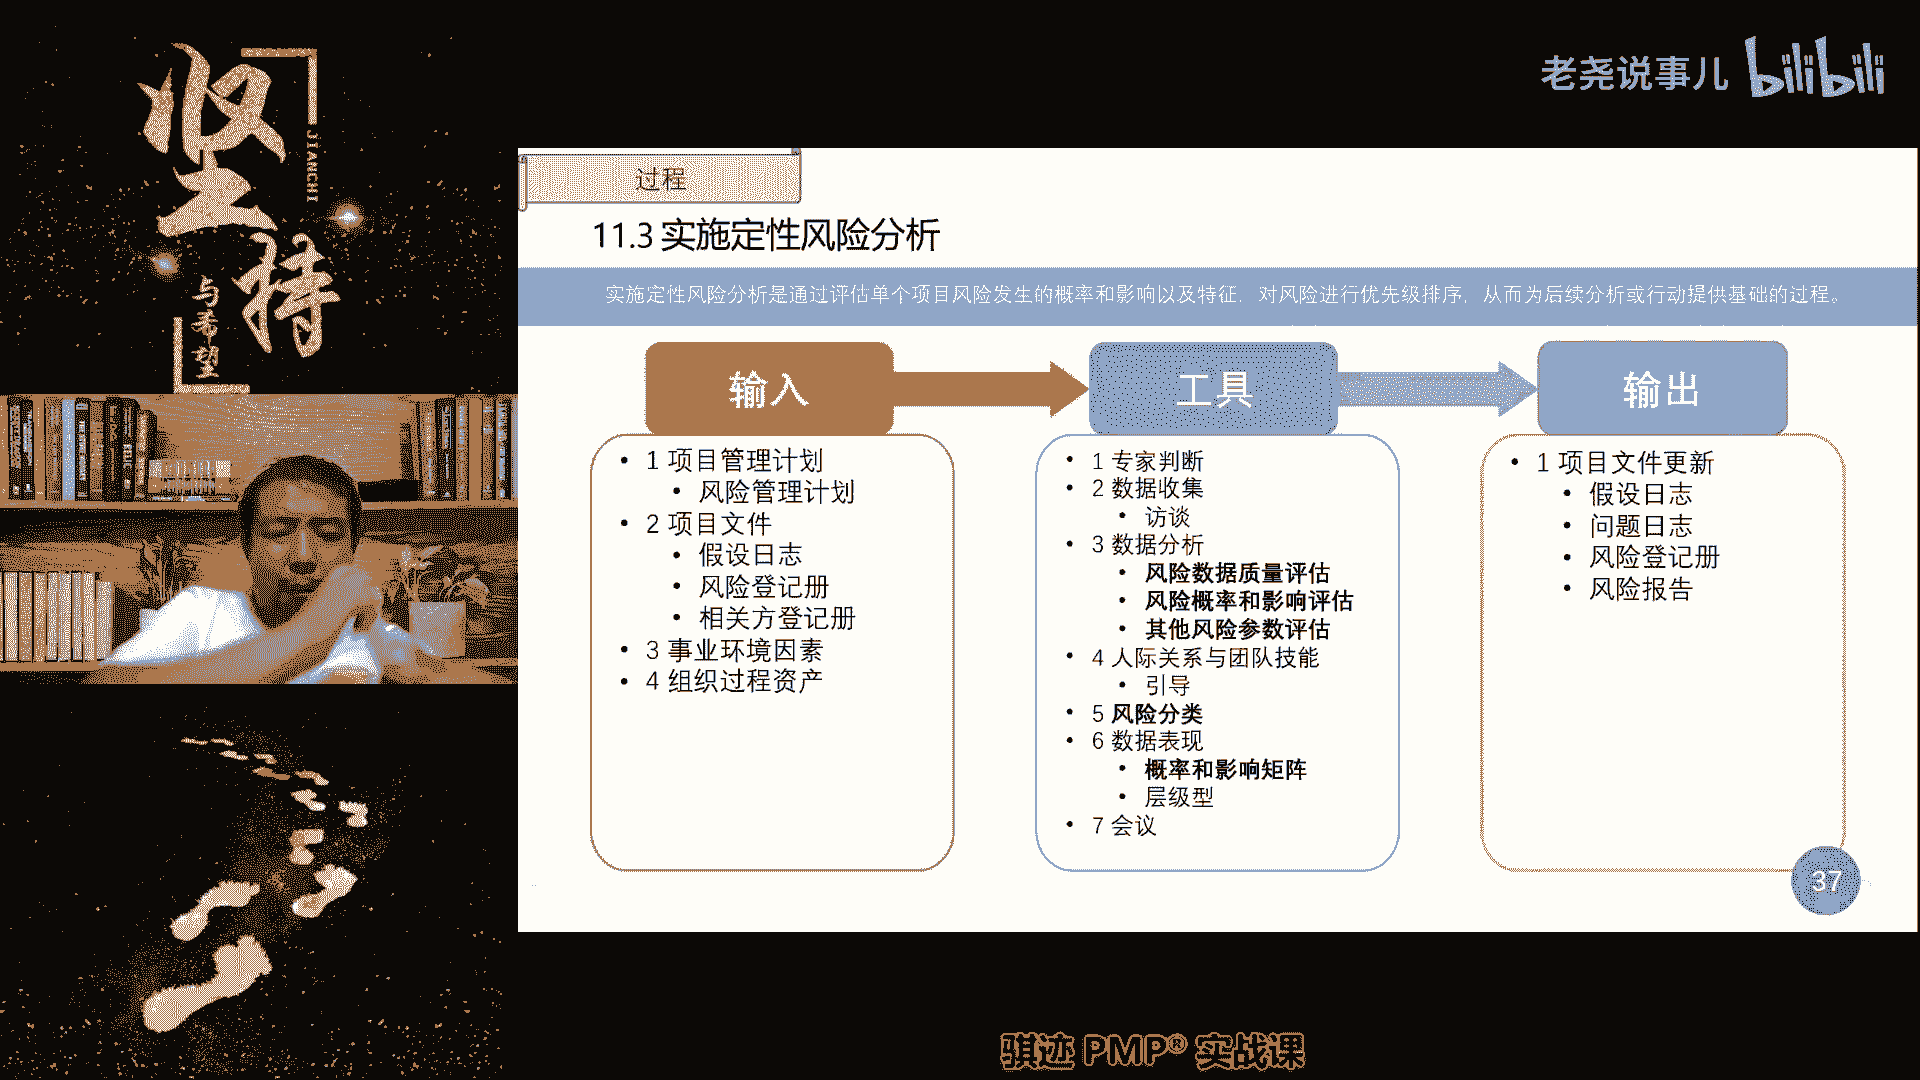 坚持
JIANCHI
与希望
老尧说事儿 bilibili
过程
11.3 实施定性风险分析
实施定性风险分析是通过评估单个项目风险发生的概率和影响以及特征，对风险进行优先级排序，从而为后续分析或行动提供基础的过程。
输入
• 1 项目管理计划
• 风险管理计划
• 2 项目文件
• 假设日志
• 风险登记册
• 相关方登记册
• 3 事业环境因素
• 4 组织过程资产
工具
• 1 专家判断
• 2 数据收集
• 访谈
• 3 数据分析
• 风险数据质量评估
• 风险概率和影响评估
• 其他风险参数评估
• 4 人际关系与团队技能
• 引导
• 5 风险分类
• 6 数据表现
• 概率和影响矩阵
• 层级型
• 7 会议
输出
• 1 项目文件更新
• 假设日志
• 问题日志
• 风险登记册
• 风险报告
37
骐迹 PMP® 实战课